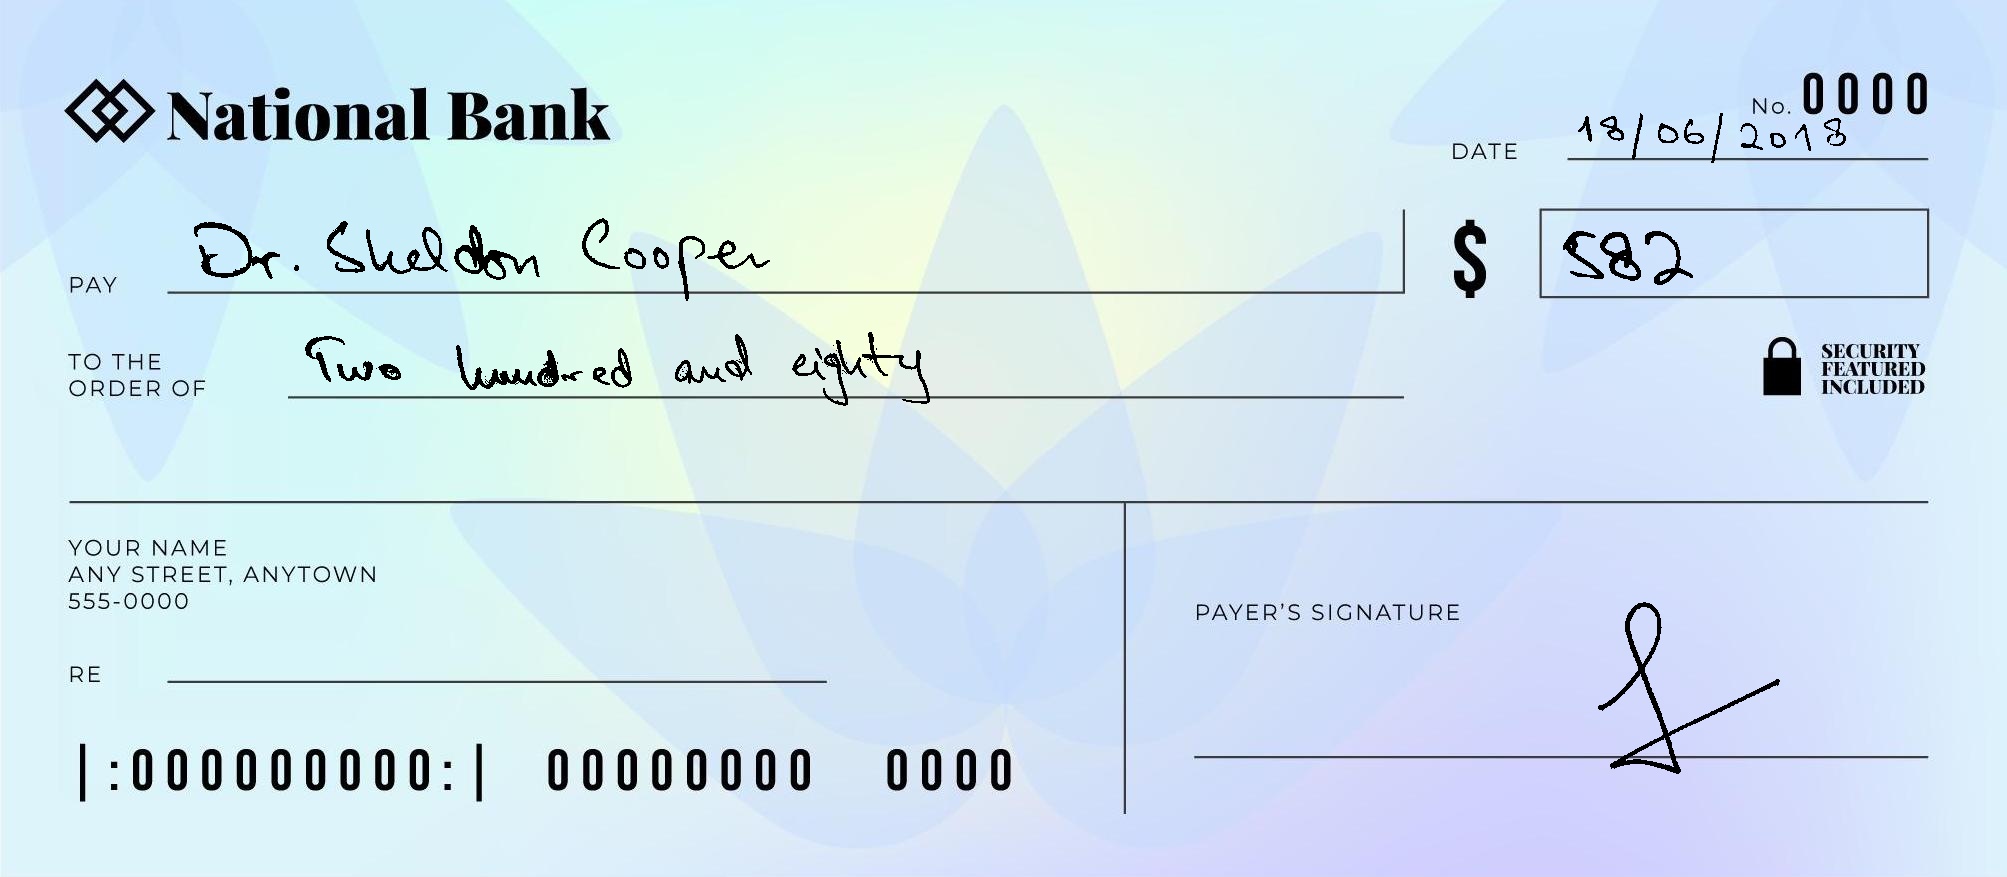 National Bank
No. 0000
DATE 18/06/2018
PAY Dr. Sheldon Cooper
$ 582
TO THE
ORDER OF Two hundred and eighty
SECURITY
FEATURED
INCLUDED
YOUR NAME
ANY STREET, ANYTOWN
555-0000
PAYER'S SIGNATURE
RE
|:000000000:| 00000000 0000